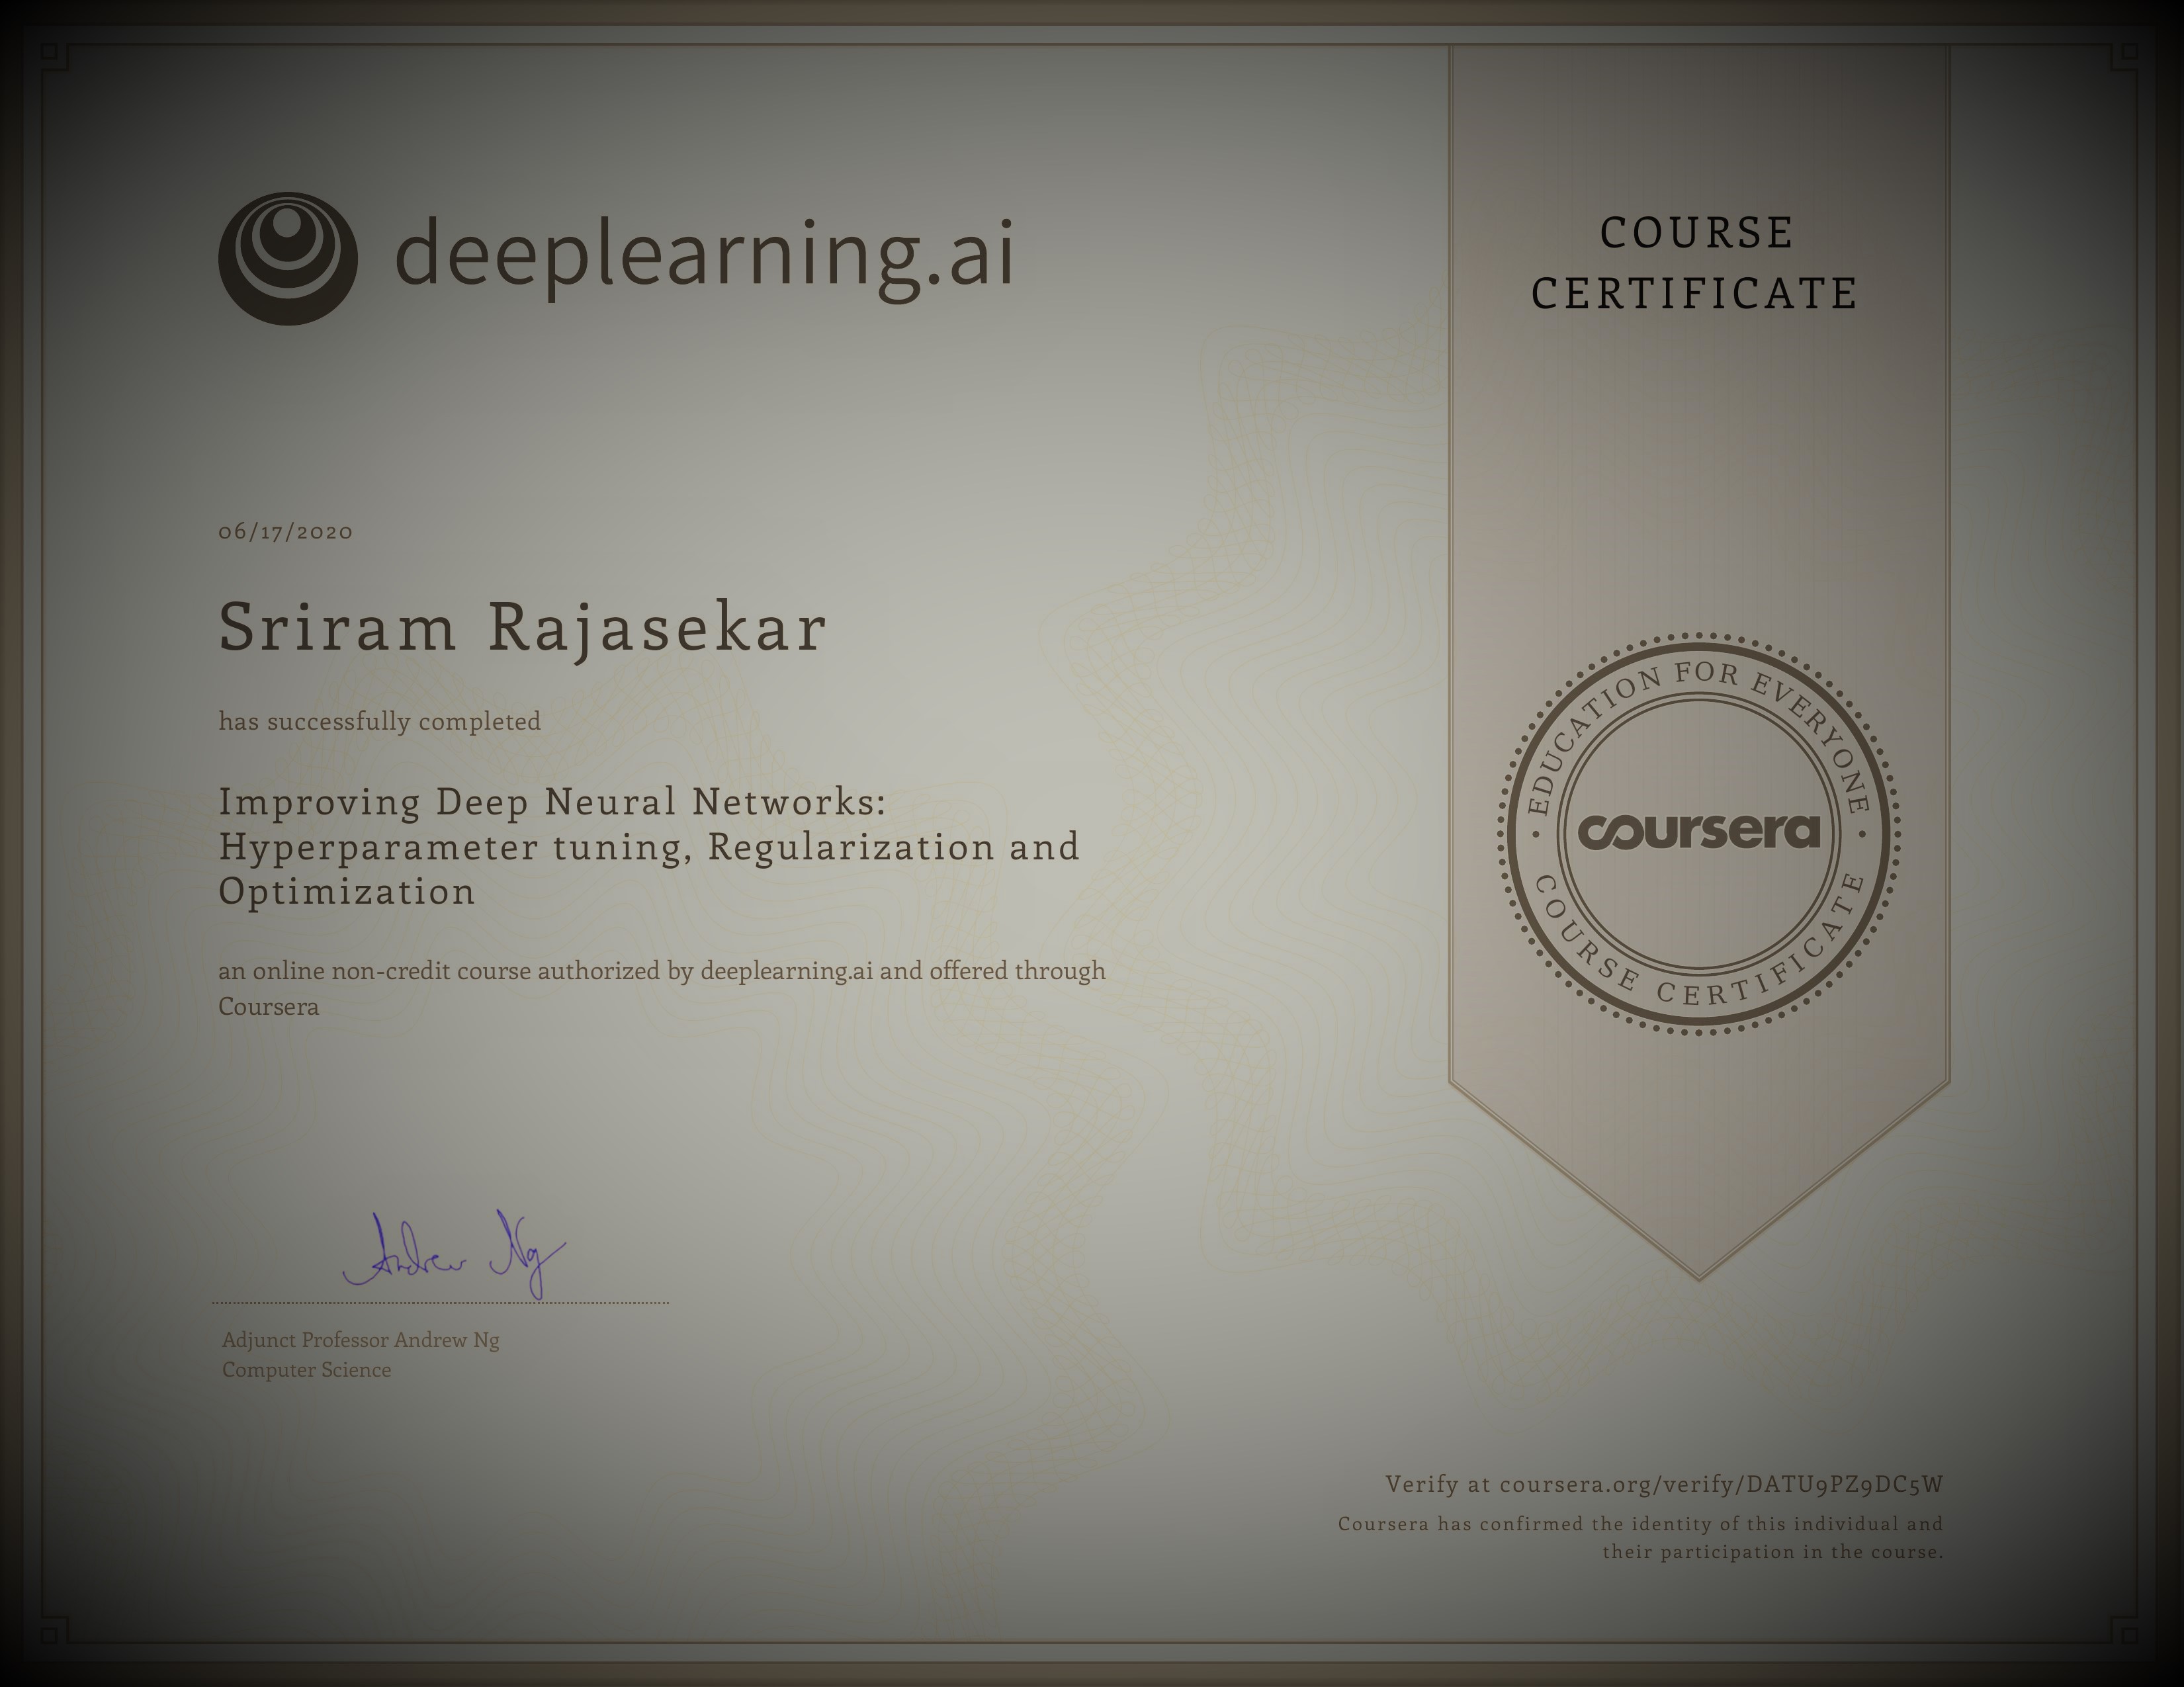 deeplearning.ai
COURSE
CERTIFICATE
06/17/2020
Sriram Rajasekar
has successfully completed
Improving Deep Neural Networks:
Hyperparameter tuning, Regularization and
Optimization
an online non-credit course authorized by deeplearning.ai and offered through
Coursera
EDUCATION FOR EVERYONE
coursera
COURSE CERTIFICATE
Andrew Ng
Adjunct Professor Andrew Ng
Computer Science
Verify at coursera.org/verify/DATU9PZ9DC5W
Coursera has confirmed the identity of this individual and
their participation in the course.